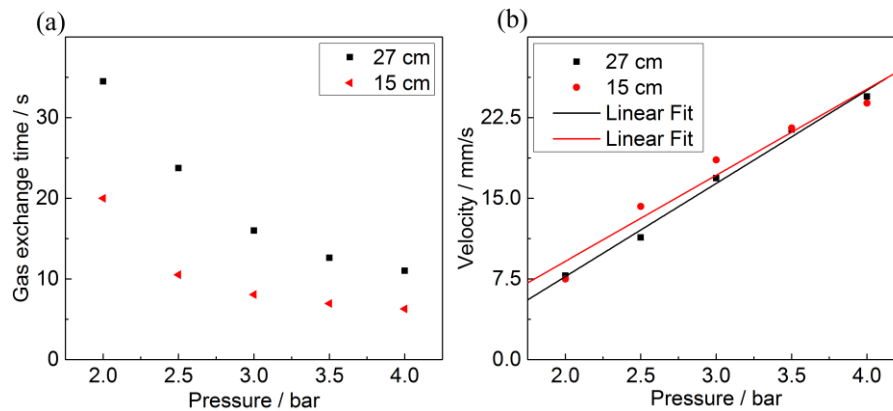 (a)
27 cm
15 cm
Gas exchange time / s
30
20
10
0
2.0 2.5 3.0 3.5 4.0
Pressure / bar
(b)
27 cm
15 cm
Linear Fit
Linear Fit
Velocity / mm/s
22.5
15.0
7.5
0.0
2.0 2.5 3.0 3.5 4.0
Pressure / bar